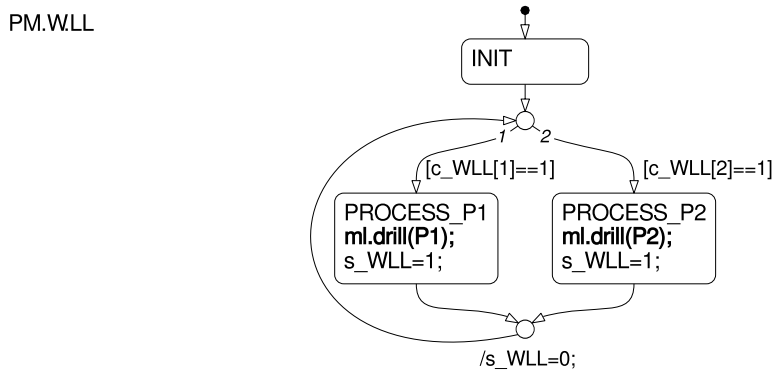 PM.W.LL
INIT
1 2
[c_WLL[1]==1] [c_WLL[2]==1]
PROCESS_P1
ml.drill(P1);
s_WLL=1;
PROCESS_P2
ml.drill(P2);
s_WLL=1;
/s_WLL=0;